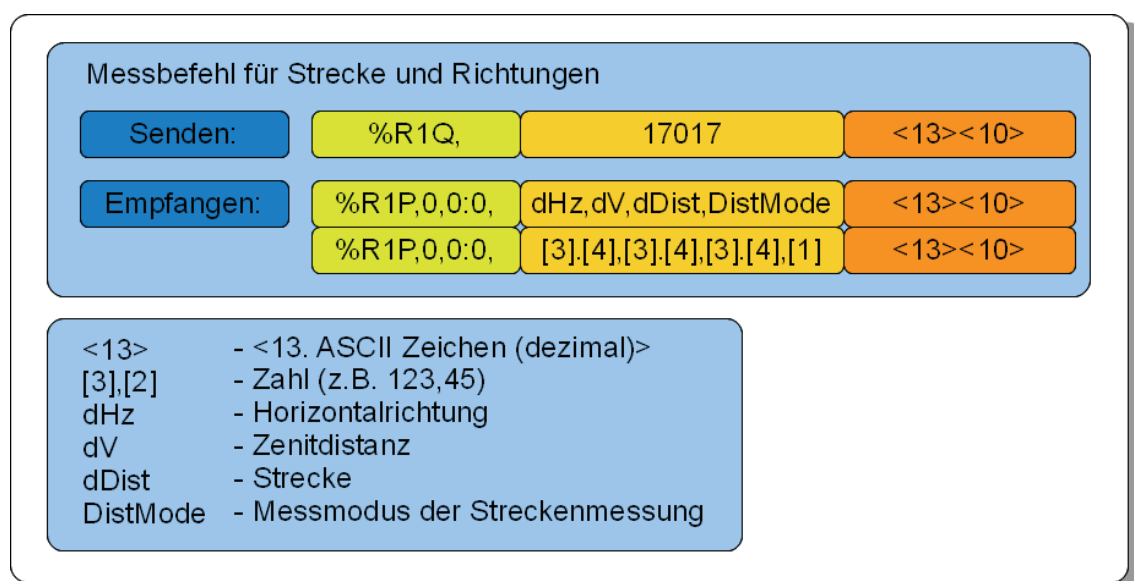 Messbefehl für Strecke und Richtungen
Senden: %R1Q, 17017 <13><10>
Empfangen: %R1P,0,0:0, dHz,dV,dDist,DistMode <13><10>
%R1P,0,0:0, [3].[4],[3].[4],[3].[4],[1] <13><10>
<13> - <13. ASCII Zeichen (dezimal)>
[3],[2] - Zahl (z.B. 123,45)
dHz - Horizontalrichtung
dV - Zenitdistanz
dDist - Strecke
DistMode - Messmodus der Streckenmessung